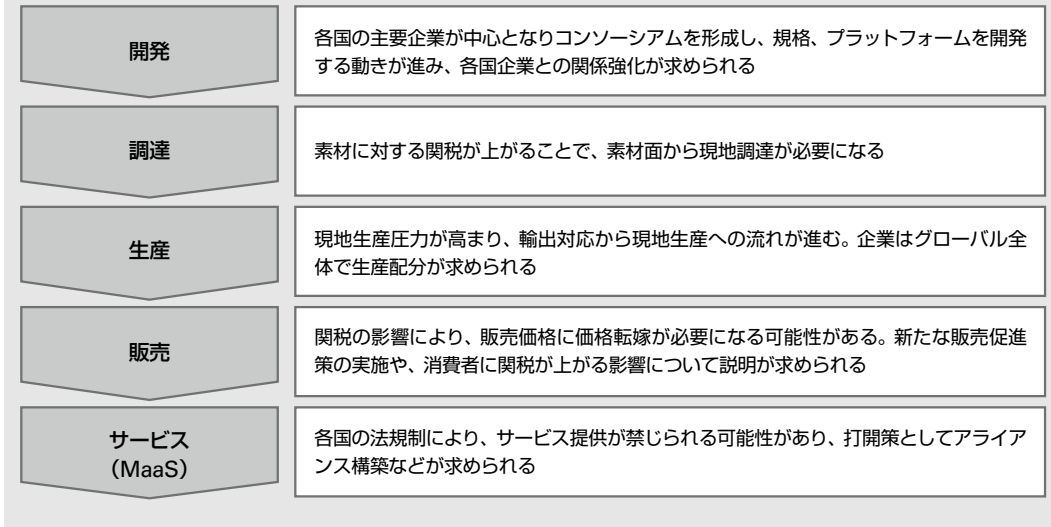 開発
各国の主要企業が中心となりコンソーシアムを形成し、規格、プラットフォームを開発
する動きが進み、各国企業との関係強化が求められる
調達
素材に対する関税が上がることで、素材面から現地調達が必要になる
生産
現地生産圧力が高まり、輸出対応から現地生産への流れが進む。企業はグローバル全
体で生産配分が求められる
販売
関税の影響により、販売価格に価格転嫁が必要になる可能性がある。新たな販売促進
策の実施や、消費者に関税が上がる影響について説明が求められる
サービス
（MaaS）
各国の法規制により、サービス提供が禁じられる可能性があり、打開策としてアライア
ンス構築などが求められる